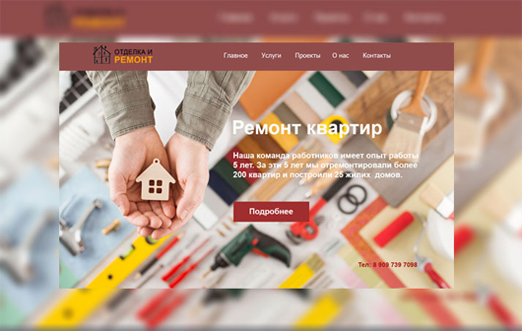 ОТДЕЛКА И
РЕМОНТ
Главное Услуги Проекты О нас Контакты
Ремонт квартир
Наша команда работников имеет опыт работы
5 лет. За эти 5 лет мы отремонтировали более
200 квартир и построили 25 жилих домов.
Подробнее
Тел: 8 909 739 7098